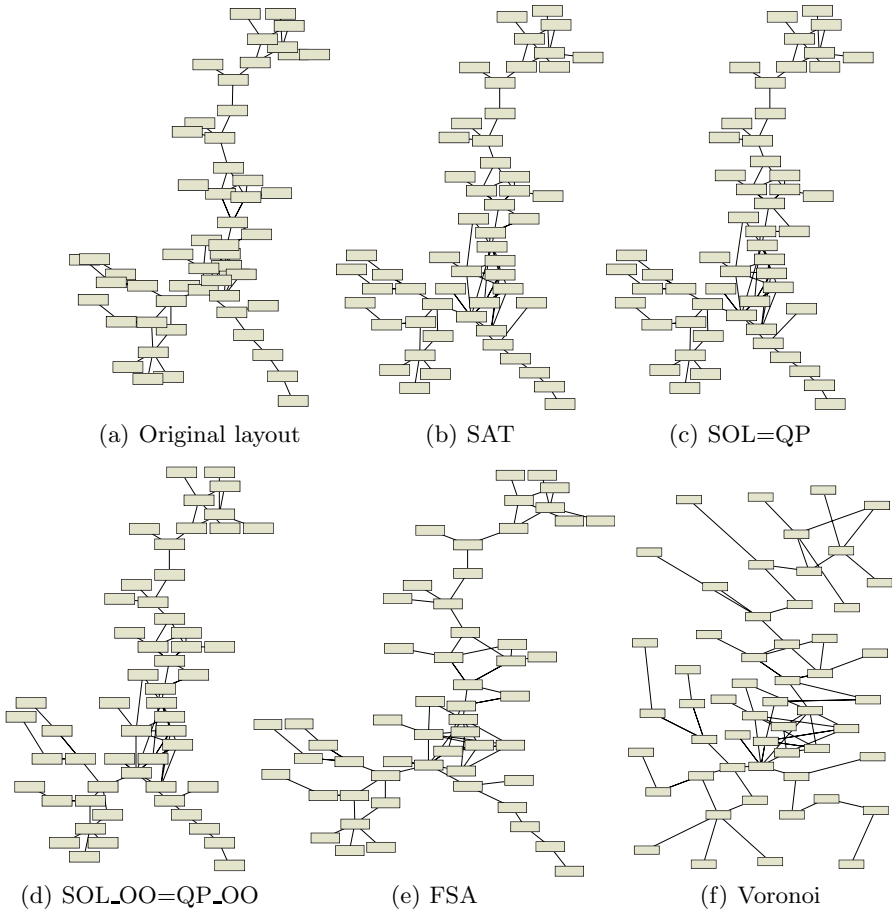 (a) Original layout
(b) SAT
(c) SOL=QP
(d) SOL_OO=QP_OO
(e) FSA
(f) Voronoi